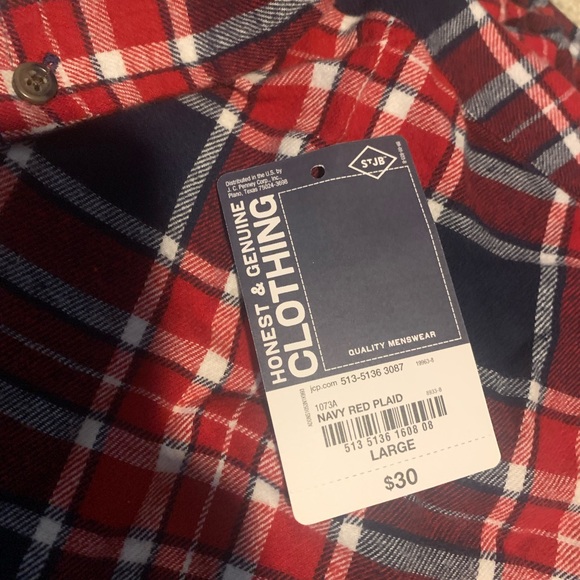 STJB
Distributed in the U.S. by
J. C. Penney Corp., Inc.,
Plano, Texas 75024-3698
HONEST & GENUINE
CLOTHING
QUALITY MENSWEAR
jcp.com 513-5136 3087
1073A
NAVY RED PLAID
513 5136 1608 08
LARGE
$30